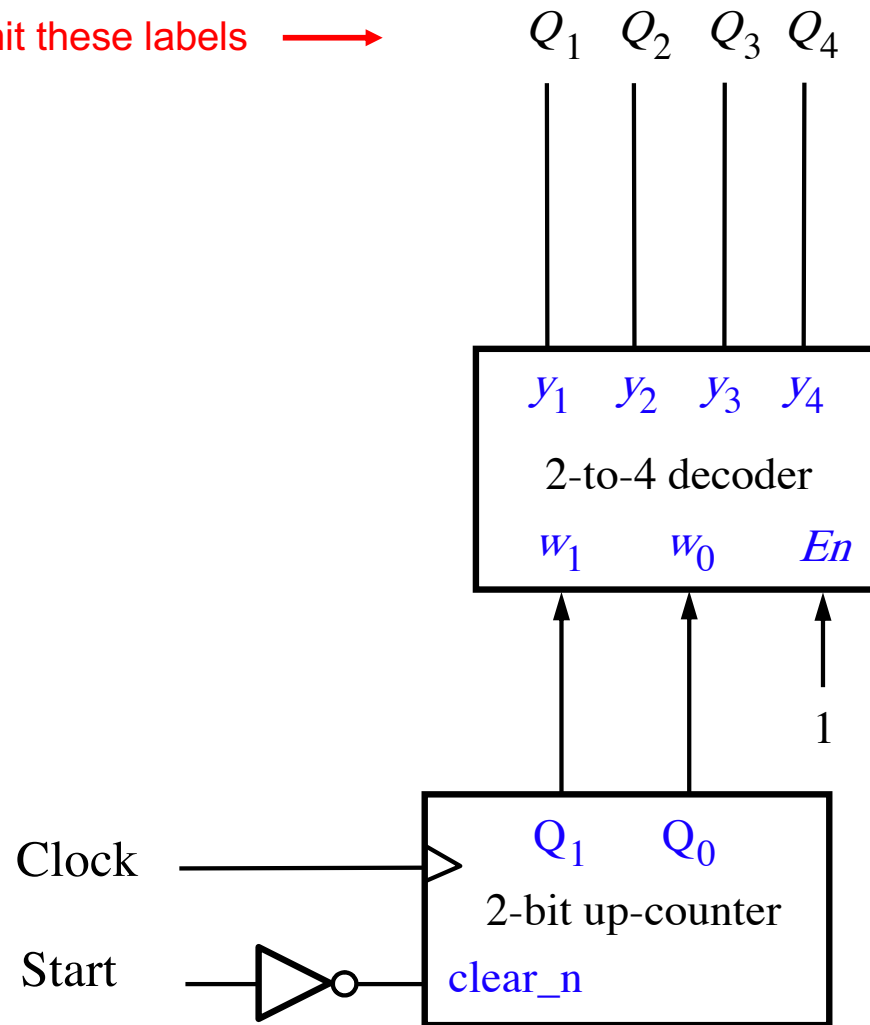 these labels
Q1 Q2 Q3 Q4
y1 y2 y3 y4
2-to-4 decoder
w1 w0 En
1
Q1 Q0
Clock
2-bit up-counter
Start
clear_n